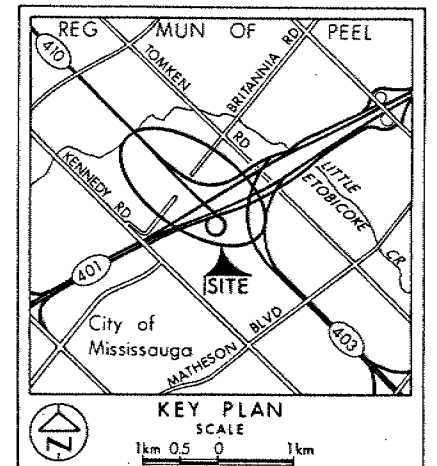 REG MUN OF PEEL
410
TOMKEN RD
BRITANNIA RD
KENNEDY RD
LITTLE
ETOBICOKE
CR
401
SITE
City of
Mississauga
MATHESON BLVD
403
N
KEY PLAN
SCALE
1km 0.5 0 1km